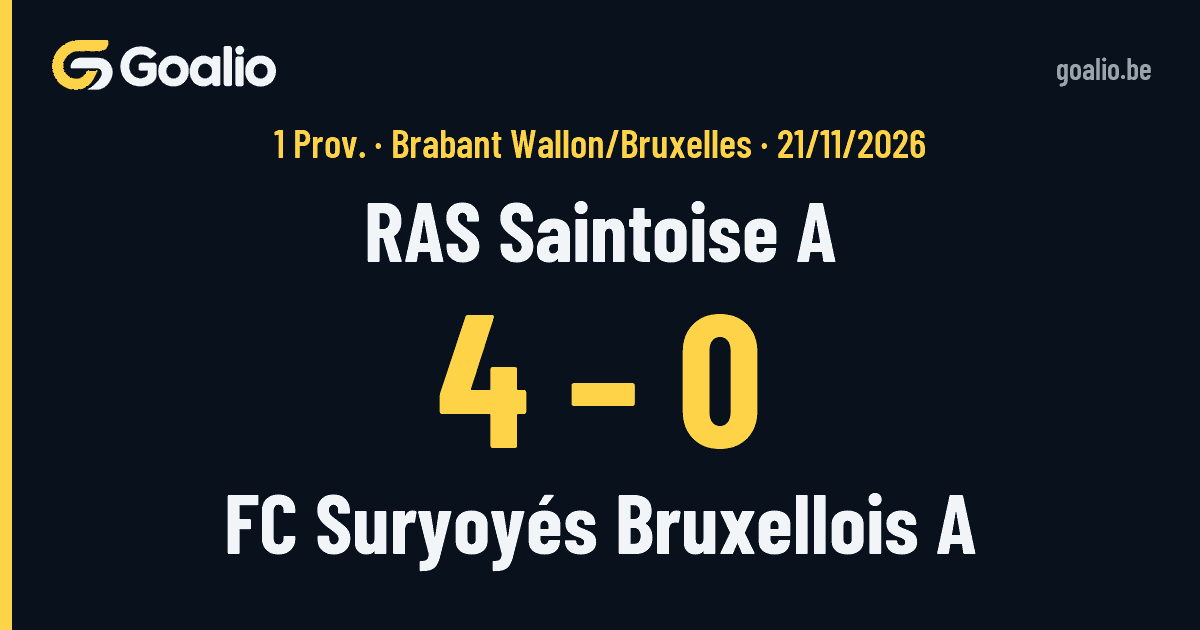 Goalio
goalio.be
1 Prov. · Brabant Wallon/Bruxelles · 21/11/2026
RAS Saintoise A
4 – 0
FC Suryoyés Bruxellois A